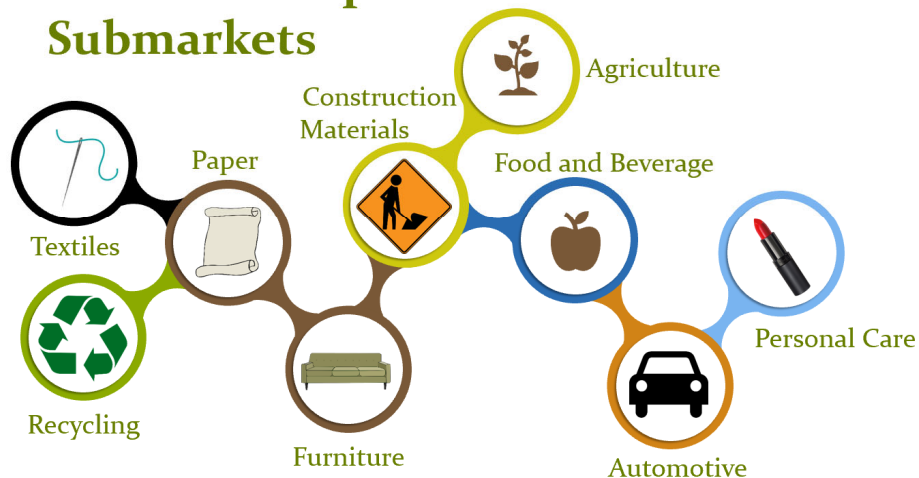 Submarkets
Agriculture
Construction
Materials
Paper
Food and Beverage
Textiles
Personal Care
Recycling
Furniture
Automotive